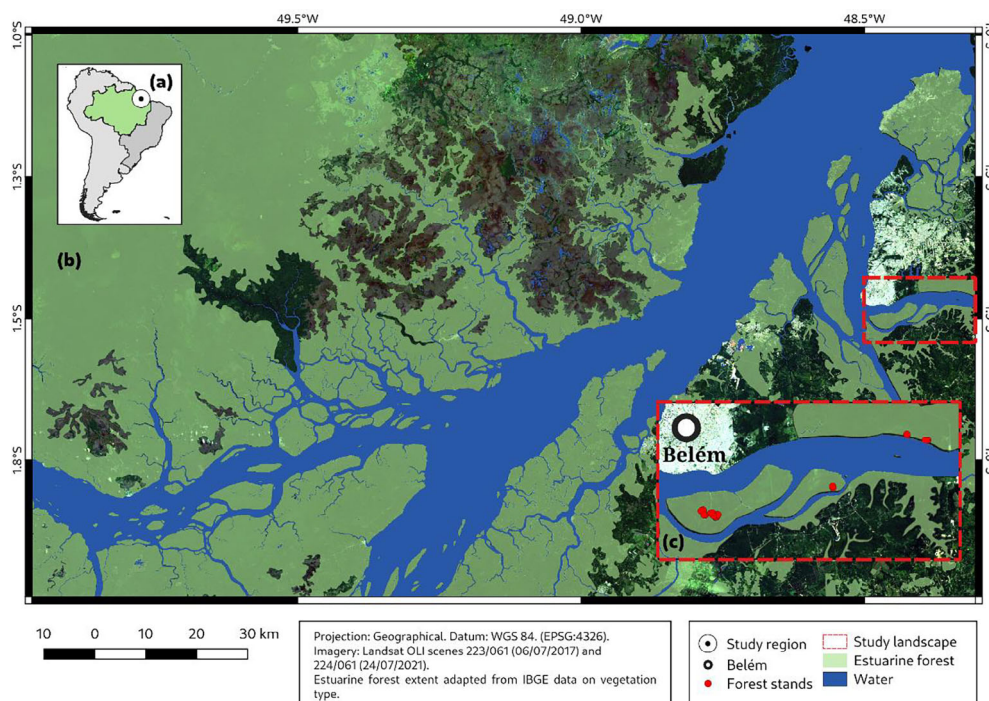 49.5°W 49.0°W 48.5°W
1.0°S
(a)
1.3°S
(b)
1.5°S
1.8°S
Belém
(c)
10 0 10 20 30 km
Projection: Geographical. Datum: WGS 84. (EPSG:4326).
Imagery: Landsat OLI scenes 223/061 (06/07/2017) and
224/061 (24/07/2021).
Estuarine forest extent adapted from IBGE data on vegetation
type.
Study region
Belém
Forest stands
Study landscape
Estuarine forest
Water